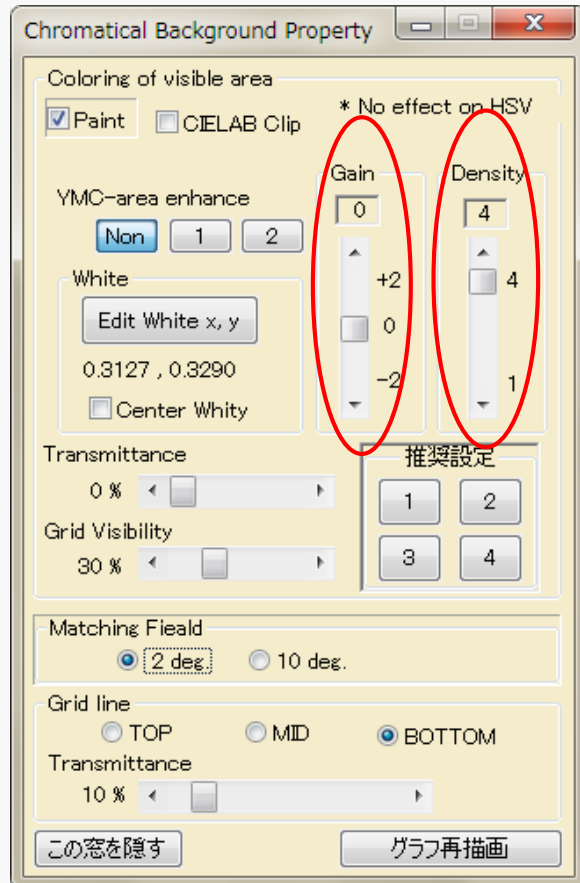 Chromatical Background Property
Coloring of visible area
Paint
CIELAB Clip
* No effect on HSV
Gain
Density
YMC-area enhance
0
4
Non
1
2
+2
4
White
Edit White x, y
0
0.3127 , 0.3290
-2
1
Center Whity
Transmittance
推奨設定
0 %
1
2
Grid Visibility
30 %
3
4
Matching Fieald
2 deg.
10 deg.
Grid line
TOP
MID
BOTTOM
Transmittance
10 %
この窓を隠す
グラフ再描画